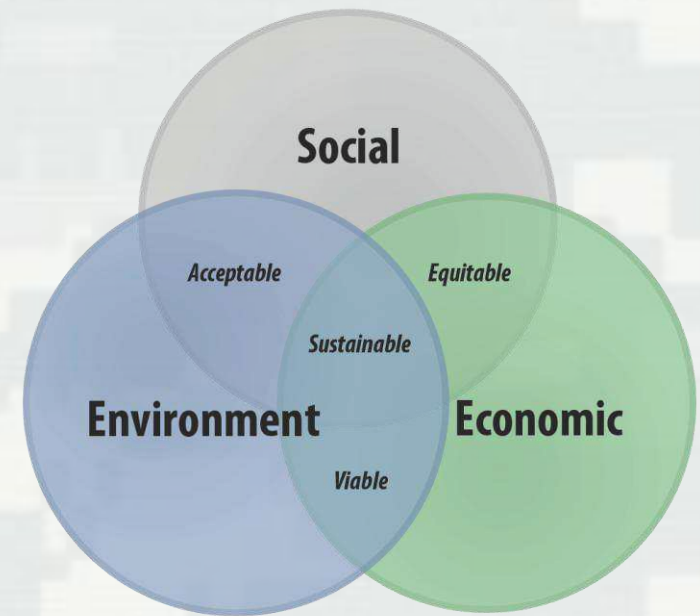 Social
Acceptable
Equitable
Sustainable
Environment
Economic
Viable